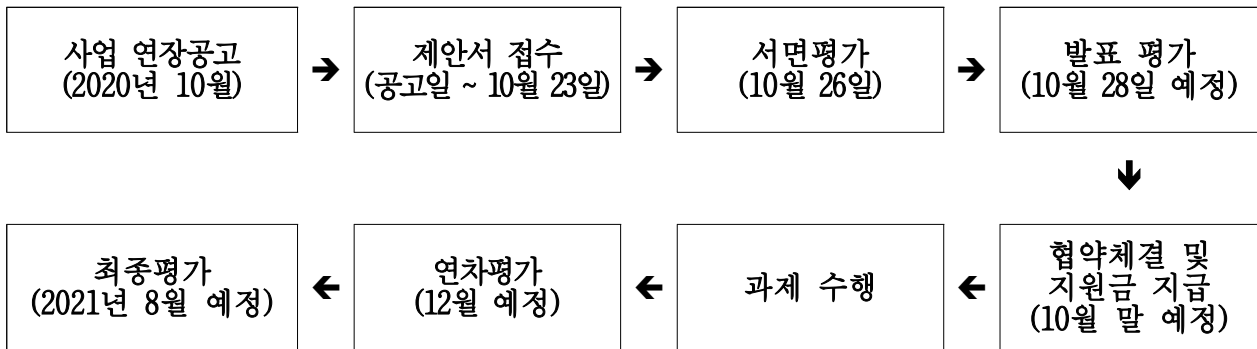 사업 연장공고
(2020년 10월)
➔
제안서 접수
(공고일 ~ 10월 23일)
➔
서면평가
(10월 26일)
➔
발표 평가
(10월 28일 예정)
협약체결 및
지원금 지급
(10월 말 예정)
과제 수행
연차평가
(12월 예정)
최종평가
(2021년 8월 예정)